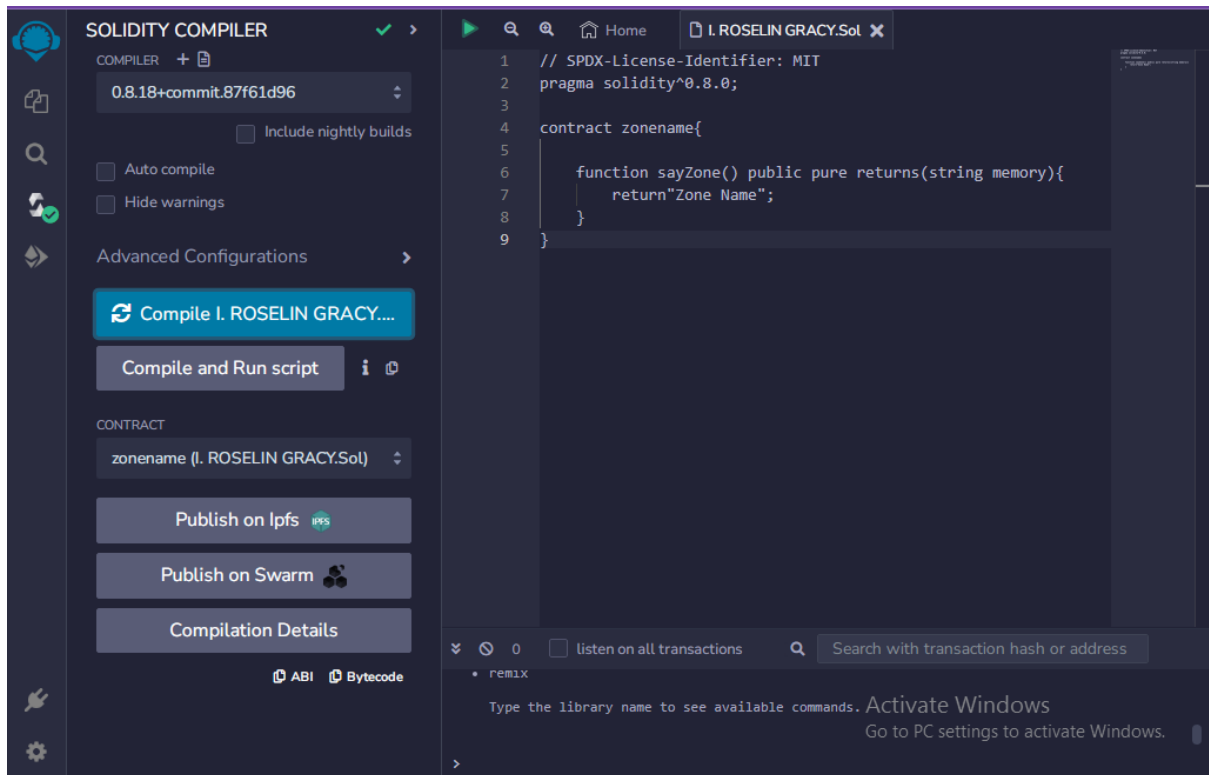 SOLIDITY COMPILER
COMPILER +
0.8.18+commit.87f61d96
Include nightly builds
Auto compile
Hide warnings
Advanced Configurations
Compile I. ROSELIN GRACY....
Compile and Run script i
CONTRACT
zonename (I. ROSELIN GRACY.Sol)
Publish on Ipfs IPFS
Publish on Swarm
Compilation Details
ABI Bytecode
Home I. ROSELIN GRACY.Sol
1 // SPDX-License-Identifier: MIT
2 pragma solidity^0.8.0;
3
4 contract zonename{
5
6 function sayZone() public pure returns(string memory){
7 return"Zone Name";
8 }
9 }
0 listen on all transactions Search with transaction hash or address
• remix
Type the library name to see available commands.
Activate Windows
Go to PC settings to activate Windows.
>